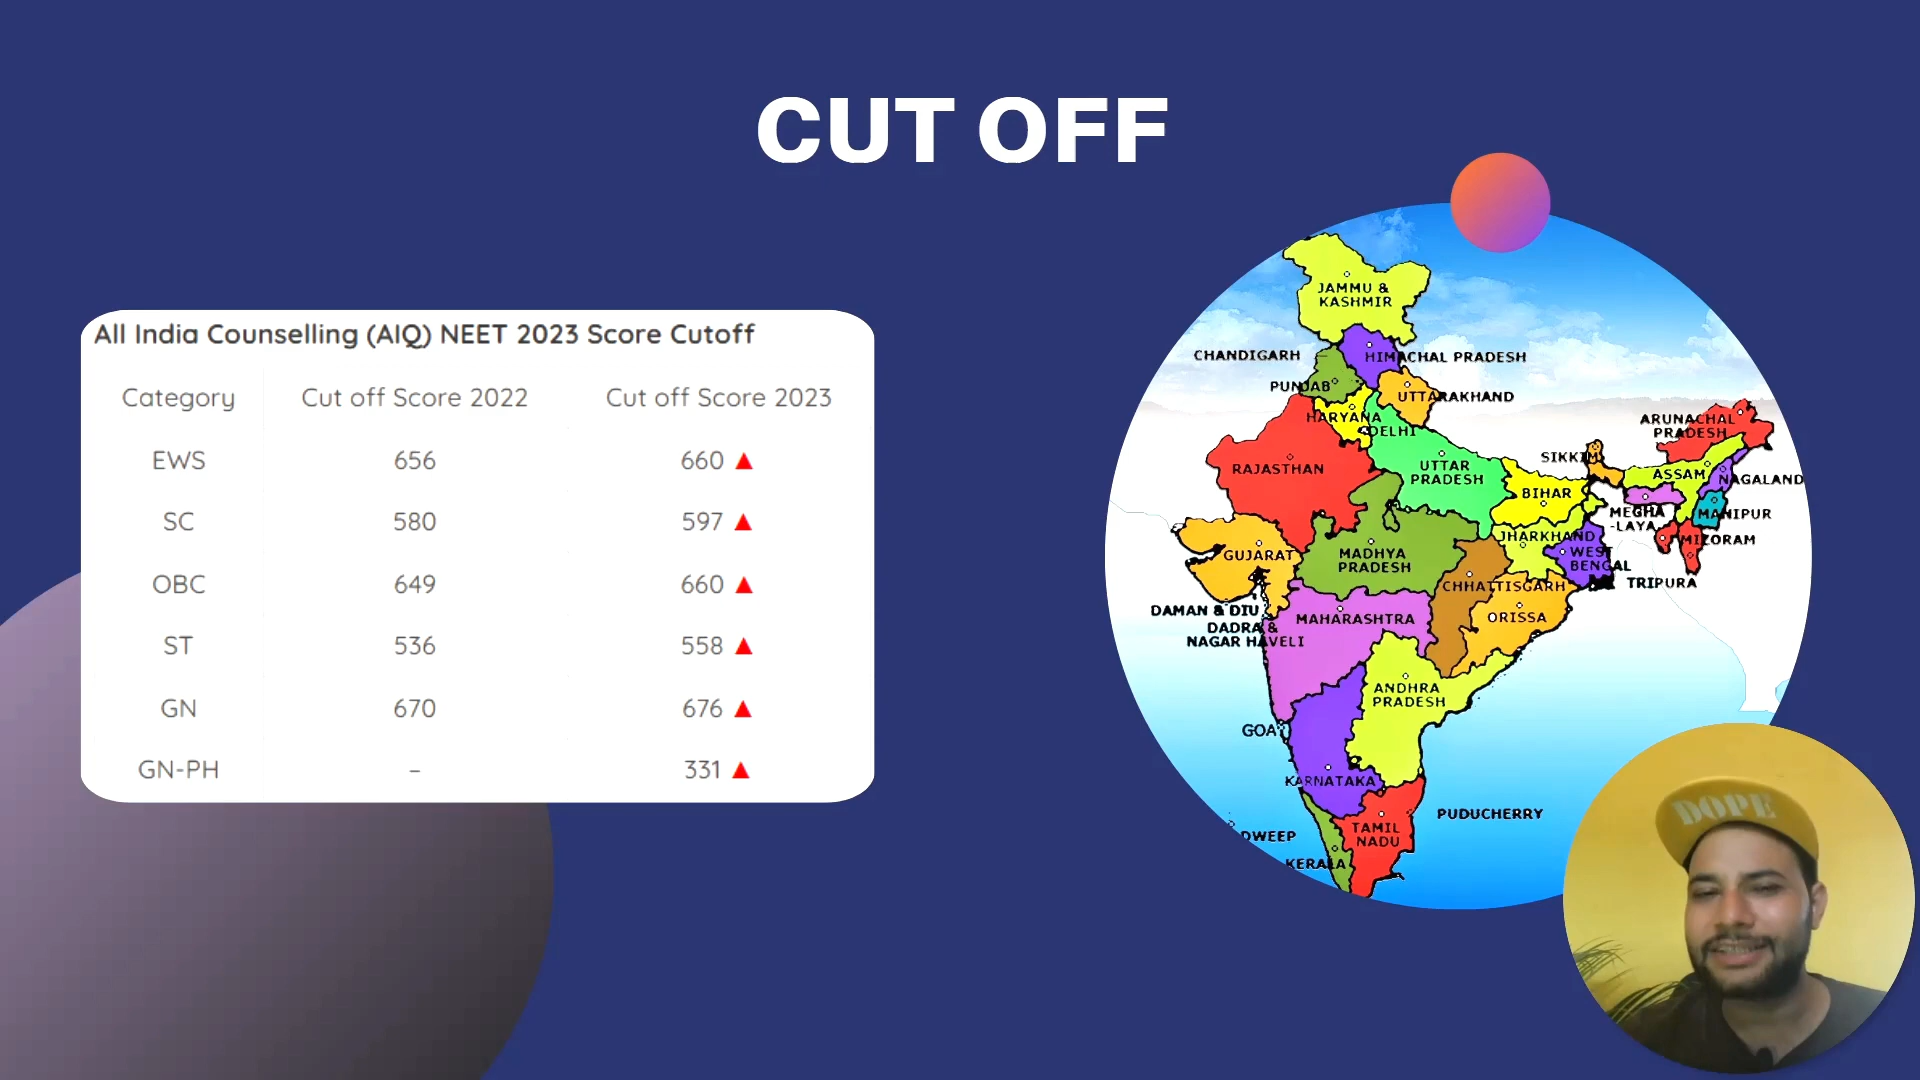 CUT OFF
All India Counselling (AIQ) NEET 2023 Score Cutoff
Category Cut off Score 2022 Cut off Score 2023
EWS 656 660 ▲
SC 580 597 ▲
OBC 649 660 ▲
ST 536 558 ▲
GN 670 676 ▲
GN-PH – 331 ▲
JAMMU &
KASHMIR
CHANDIGARH
HIMACHAL PRADESH
PUNJAB
UTTARAKHAND
HARYANA
DELHI
RAJASTHAN
UTTAR
PRADESH
BIHAR
SIKKIM
ARUNACHAL
PRADESH
ASSAM
NAGALAND
MEGHA
-LAYA
MANIPUR
MIZORAM
TRIPURA
JHARKHAND
WEST
BENGAL
GUJARAT
MADHYA
PRADESH
CHHATTISGARH
ORISSA
DAMAN & DIU
DADRA &
NAGAR HAVELI
MAHARASHTRA
ANDHRA
PRADESH
GOA
KARNATAKA
PUDUCHERRY
TAMIL
NADU
DWEEP
KERALA
DOPE